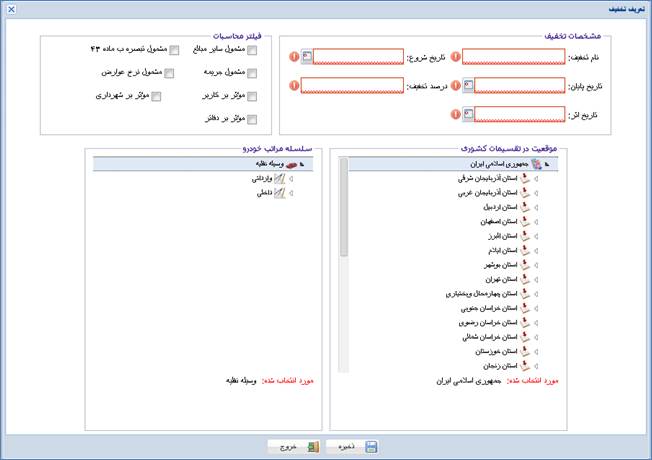 تعریف تخفیف
مشخصات تخفیف
نام تخفیف:
تاریخ شروع:
تاریخ پایان:
درصد تخفیف:
تاریخ اثر:
فیلتر محاسبات
مشمول سایر مبالغ
مشمول تبصره ب ماده ۴۳
مشمول جریمه
مشمول نرخ عوارض
موثر بر کاربر
موثر بر شهرداری
موثر بر دفاتر
موقعیت در تقسیمات کشوری
جمهوری اسلامی ایران
استان آذربایجان شرقی
استان آذربایجان غربی
استان اردبیل
استان اصفهان
استان البرز
استان ایلام
استان بوشهر
استان تهران
استان چهارمحال وبختیاری
استان خراسان جنوبی
استان خراسان رضوی
استان خراسان شمالی
استان خوزستان
استان زنجان
مورد انتخاب شده: جمهوری اسلامی ایران
سلسله مراتب خودرو
وسیله نقلیه
وارداتی
داخلی
مورد انتخاب شده: وسیله نقلیه
ذخیره
خروج